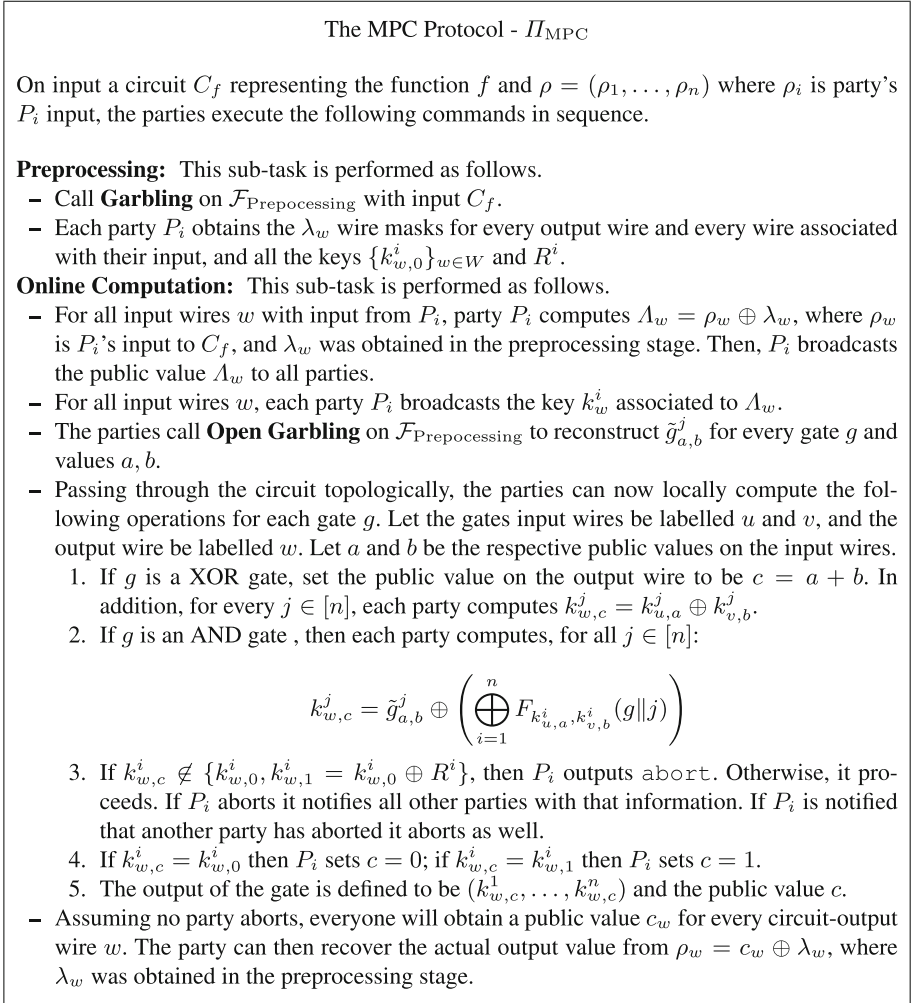 The MPC Protocol - Π_MPC
On input a circuit C_f representing the function f and ρ = (ρ_1, . . . , ρ_n) where ρ_i is party's
P_i input, the parties execute the following commands in sequence.
Preprocessing: This sub-task is performed as follows.
– Call Garbling on F_Prepocessing with input C_f.
– Each party P_i obtains the λ_w wire masks for every output wire and every wire associated
with their input, and all the keys {k^i_{w,0}}_{w∈W} and R^i.
Online Computation: This sub-task is performed as follows.
– For all input wires w with input from P_i, party P_i computes Λ_w = ρ_w ⊕ λ_w, where ρ_w
is P_i's input to C_f, and λ_w was obtained in the preprocessing stage. Then, P_i broadcasts
the public value Λ_w to all parties.
– For all input wires w, each party P_i broadcasts the key k^i_w associated to Λ_w.
– The parties call Open Garbling on F_Prepocessing to reconstruct g̃^j_{a,b} for every gate g and
values a, b.
– Passing through the circuit topologically, the parties can now locally compute the fol-
lowing operations for each gate g. Let the gates input wires be labelled u and v, and the
output wire be labelled w. Let a and b be the respective public values on the input wires.
1. If g is a XOR gate, set the public value on the output wire to be c = a + b. In
addition, for every j ∈ [n], each party computes k^j_{w,c} = k^j_{u,a} ⊕ k^j_{v,b}.
2. If g is an AND gate , then each party computes, for all j ∈ [n]:
k^j_{w,c} = g̃^j_{a,b} ⊕ ( ⊕_{i=1}^{n} F_{k^i_{u,a}, k^i_{v,b}}(g‖j) )
3. If k^i_{w,c} ∉ {k^i_{w,0}, k^i_{w,1} = k^i_{w,0} ⊕ R^i}, then P_i outputs abort. Otherwise, it pro-
ceeds. If P_i aborts it notifies all other parties with that information. If P_i is notified
that another party has aborted it aborts as well.
4. If k^i_{w,c} = k^i_{w,0} then P_i sets c = 0; if k^i_{w,c} = k^i_{w,1} then P_i sets c = 1.
5. The output of the gate is defined to be (k^1_{w,c}, . . . , k^n_{w,c}) and the public value c.
– Assuming no party aborts, everyone will obtain a public value c_w for every circuit-output
wire w. The party can then recover the actual output value from ρ_w = c_w ⊕ λ_w, where
λ_w was obtained in the preprocessing stage.